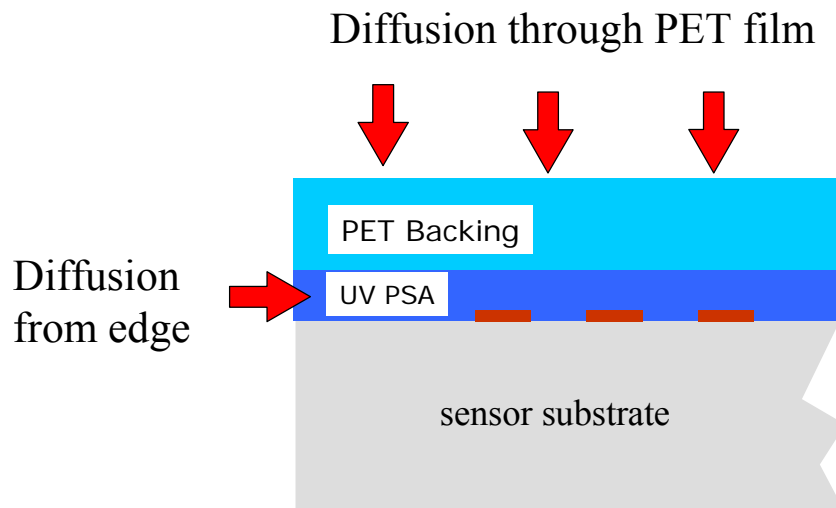 Diffusion through PET film
PET Backing
Diffusion
from edge
UV PSA
sensor substrate